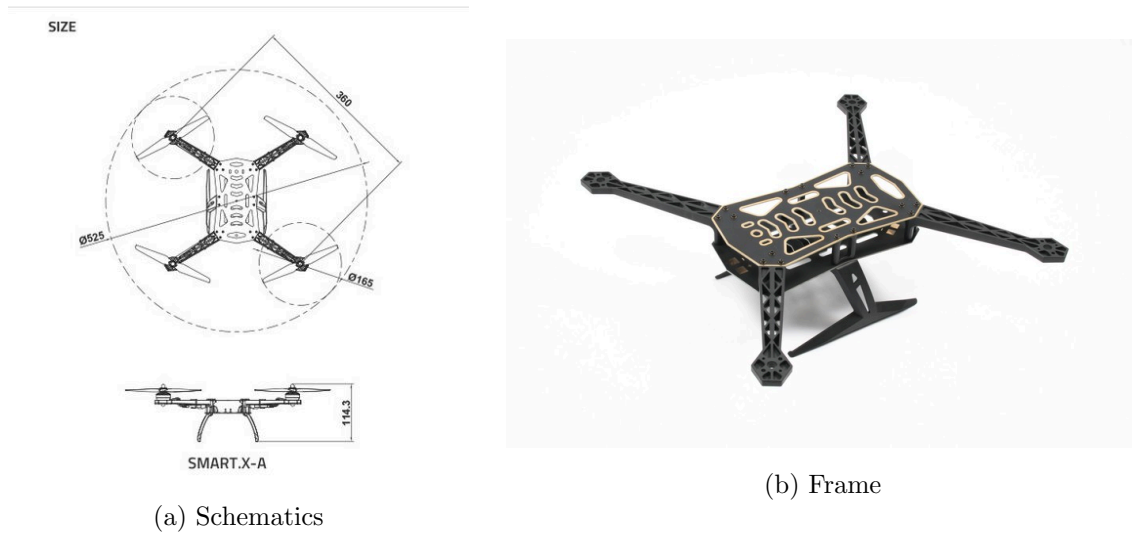 SIZE
360
Ø525
Ø165
114.3
SMART.X-A
(a) Schematics
(b) Frame